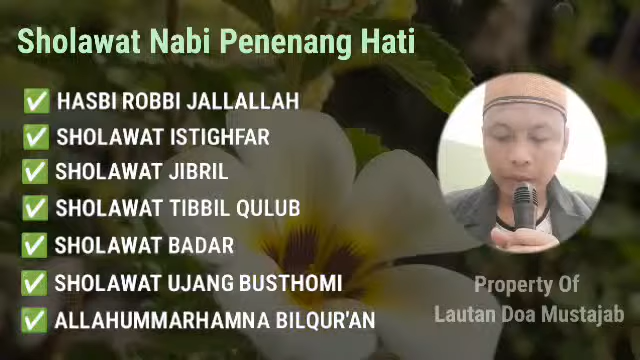 Sholawat Nabi Penenang Hati
✅ HASBI ROBBI JALLALLAH
✅ SHOLAWAT ISTIGHFAR
✅ SHOLAWAT JIBRIL
✅ SHOLAWAT TIBBIL QULUB
✅ SHOLAWAT BADAR
✅ SHOLAWAT UJANG BUSTHOMI
✅ ALLAHUMMARHAMNA BILQUR'AN
Property Of
Lautan Doa Mustajab